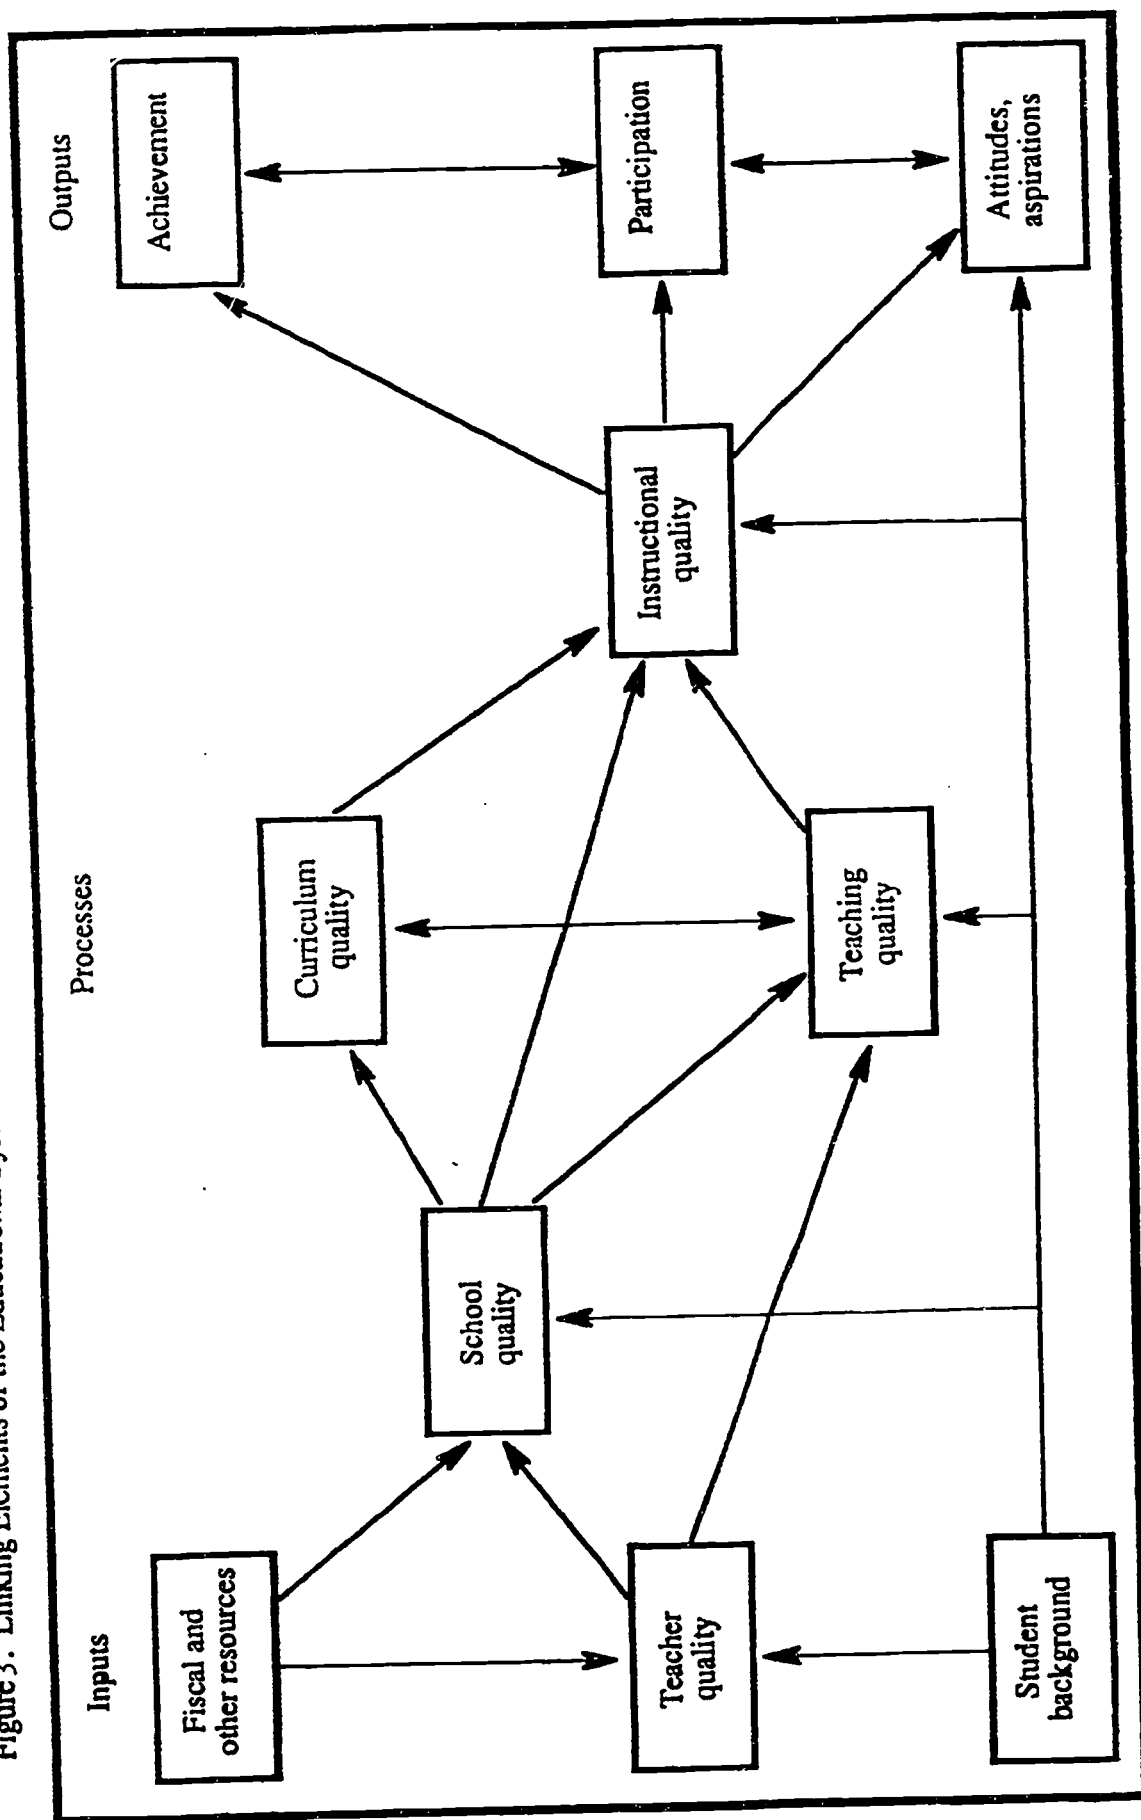 Figure 3. Linking Elements of the Educational
Inputs
Processes
Outputs
Fiscal and
other resources
Teacher
quality
Student
background
School
quality
Curriculum
quality
Teaching
quality
Instructional
quality
Achievement
Participation
Attitudes,
aspirations